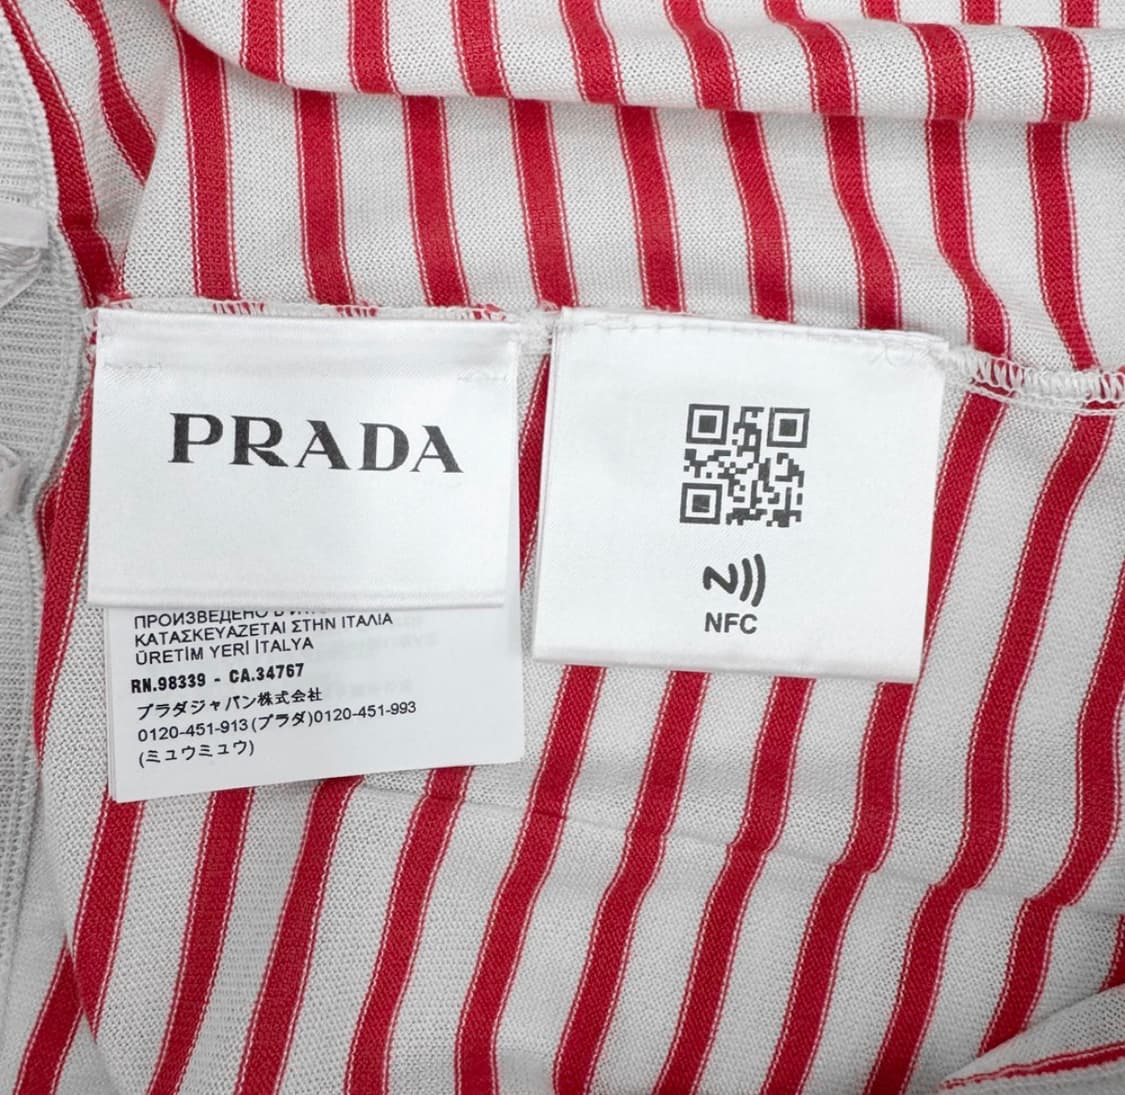 PRADA
ПРОИЗВЕДЕНО В
ΚΑΤΑΣΚΕΥΑΖΕΤΑΙ ΣΤΗΝ ΙΤΑΛΙΑ
ÜRETİM YERİ İTALYA
RN.98339 - CA.34767
プラダジャパン株式会社
0120-451-913(プラダ)0120-451-993
(ミュウミュウ)
NFC